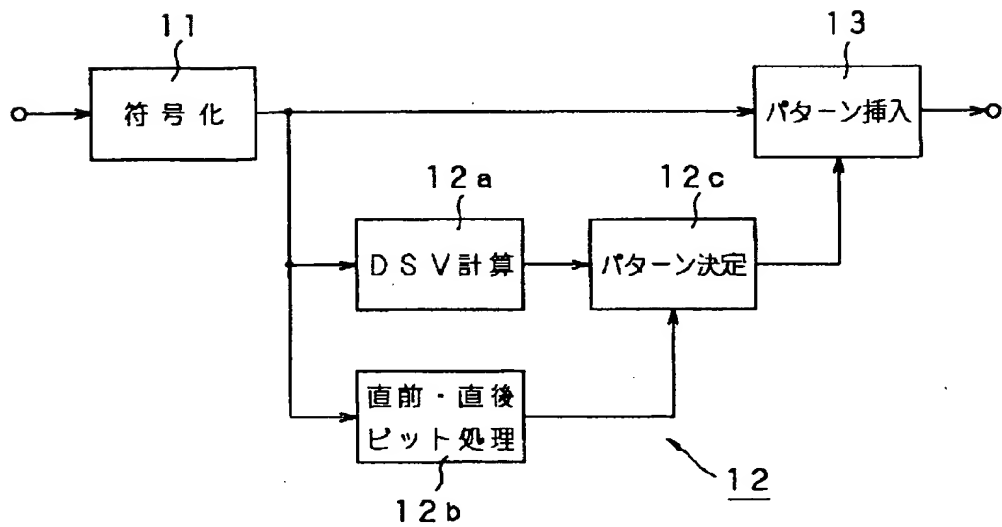 11
符号化
13
パターン挿入
12a
DSV計算
12c
パターン決定
直前・直後
ビット処理
12b
12